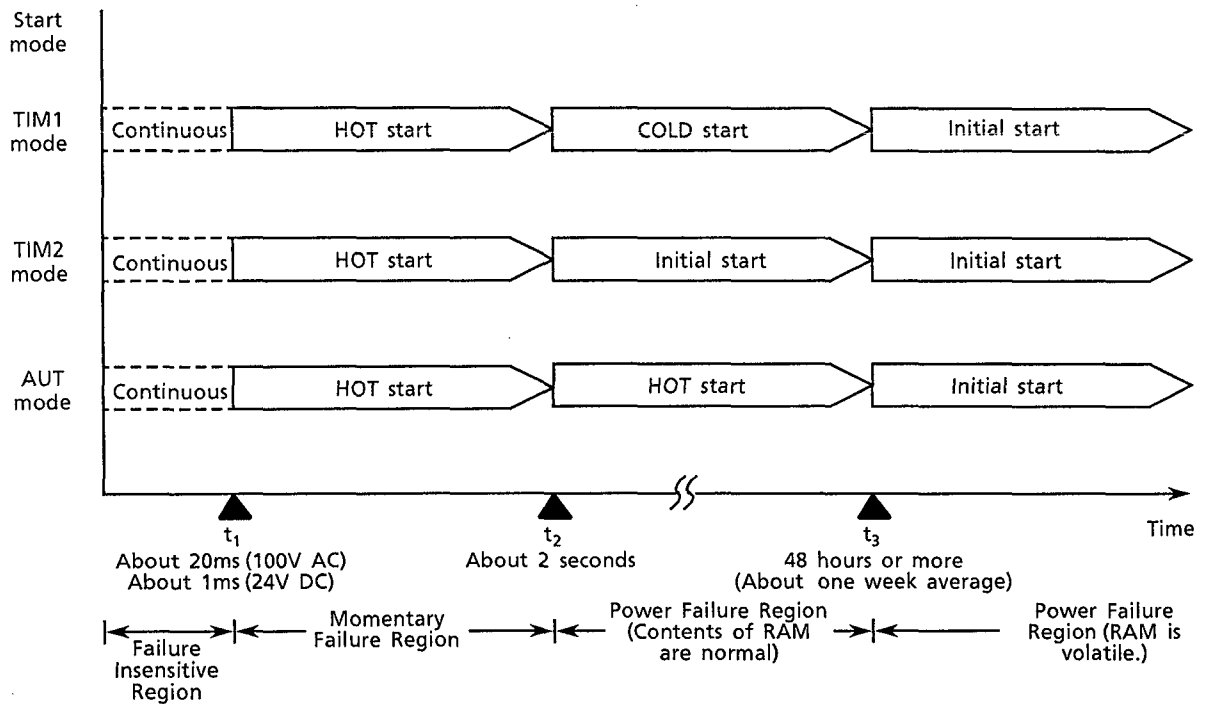 Start
mode
TIM1
mode
Continuous
HOT start
COLD start
Initial start
TIM2
mode
Continuous
HOT start
Initial start
Initial start
AUT
mode
Continuous
HOT start
HOT start
Initial start
t₁
t₂
t₃
Time
About 20ms (100V AC)
About 1ms (24V DC)
About 2 seconds
48 hours or more
(About one week average)
Failure
Insensitive
Region
Momentary
Failure Region
Power Failure Region
(Contents of RAM
are normal)
Power Failure
Region (RAM is
volatile.)